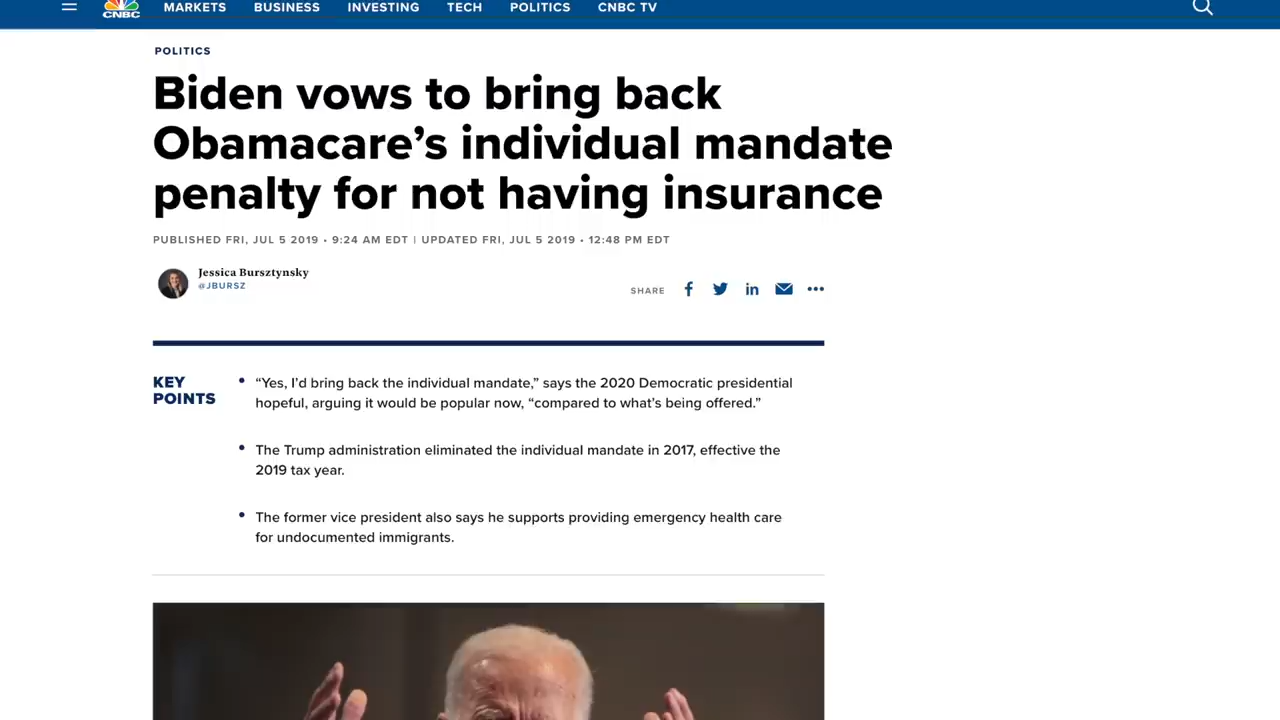 CNBC
MARKETS BUSINESS INVESTING TECH POLITICS CNBC TV
POLITICS
Biden vows to bring back
Obamacare’s individual mandate
penalty for not having insurance
PUBLISHED FRI, JUL 5 2019 • 9:24 AM EDT | UPDATED FRI, JUL 5 2019 • 12:48 PM EDT
Jessica Bursztynsky
@JBURSZ
SHARE
KEY
POINTS
• “Yes, I’d bring back the individual mandate,” says the 2020 Democratic presidential
hopeful, arguing it would be popular now, “compared to what’s being offered.”
• The Trump administration eliminated the individual mandate in 2017, effective the
2019 tax year.
• The former vice president also says he supports providing emergency health care
for undocumented immigrants.